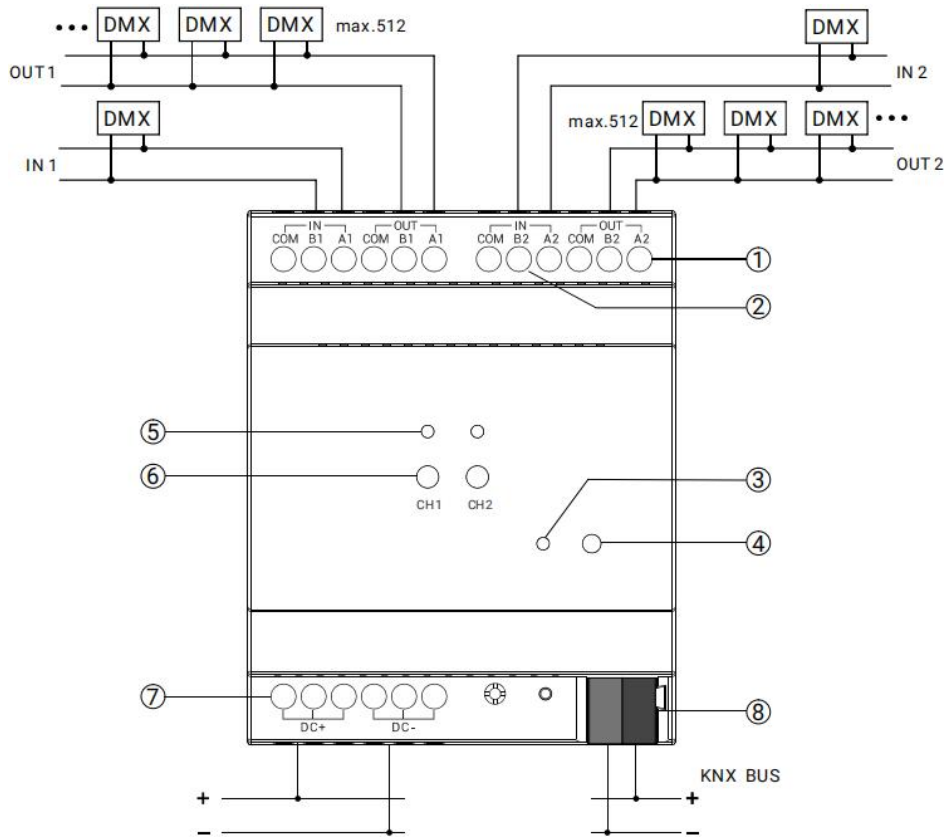 ••• DMX DMX DMX max.512
DMX
OUT 1
IN 2
DMX
max.512 DMX DMX DMX •••
IN 1
OUT 2
IN OUT IN OUT
COM B1 A1 COM B1 A1 COM B2 A2 COM B2 A2
①
②
⑤
⑥
③
CH1 CH2
④
⑦
⑧
DC+ DC-
KNX BUS
+ +
− −